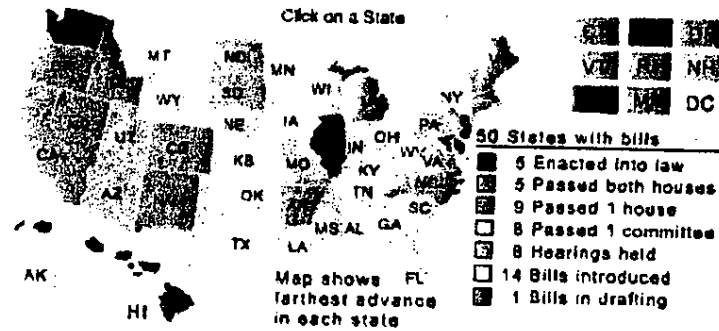 Click on a State
MT
ND
MN
WY
SD
WI
NY
VT
NH
DC
NE
IA
IN
OH
PA
UT
CO
MO
KY
WV
VA
CA
KS
TN
AZ
OK
MS
AL
GA
SC
TX
LA
FL
AK
HI
50 States with bills
5 Enacted into law
5 Passed both houses
9 Passed 1 house
8 Passed 1 committee
8 Hearings held
14 Bills introduced
1 Bills in drafting
Map shows
farthest advance
in each state